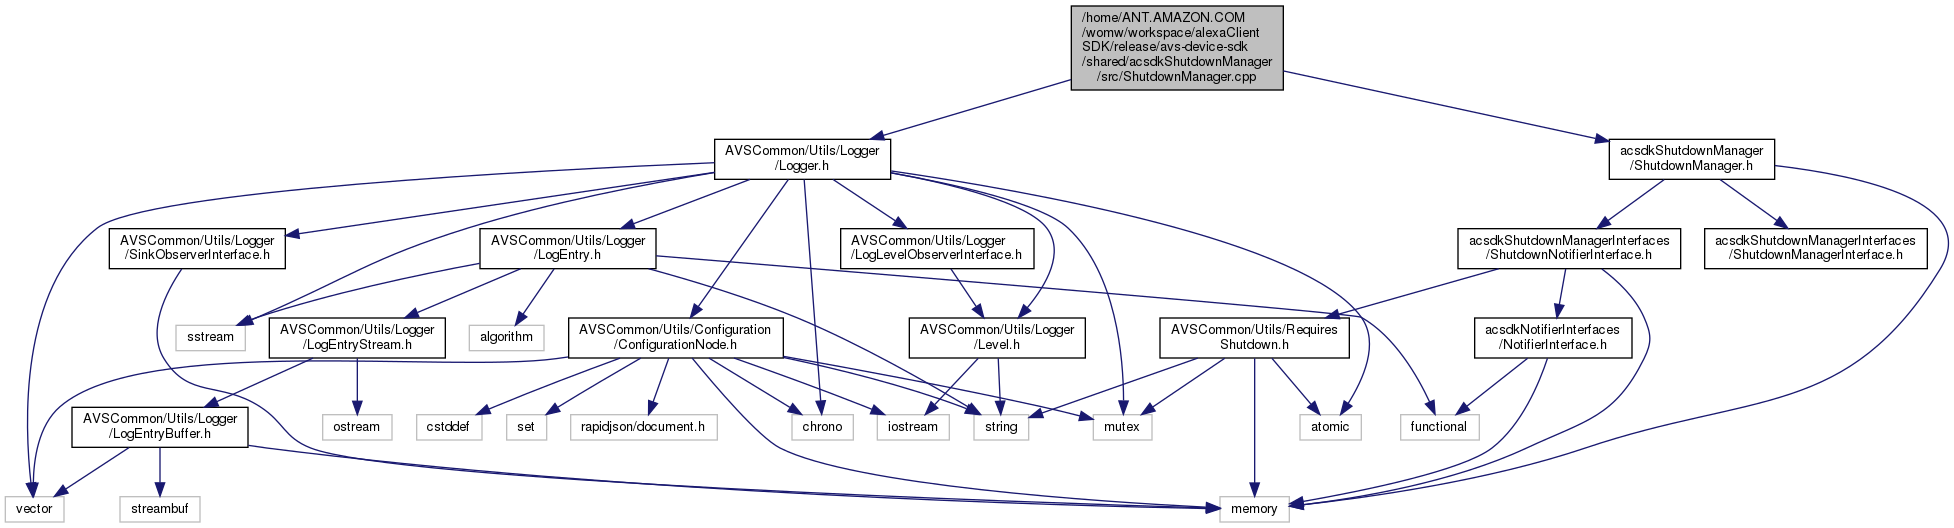 /home/ANT.AMAZON.COM
/womw/workspace/alexaClient
SDK/release/avs-device-sdk
/shared/acsdkShutdownManager
/src/ShutdownManager.cpp
AVSCommon/Utils/Logger
/Logger.h
acsdkShutdownManager
/ShutdownManager.h
AVSCommon/Utils/Logger
/SinkObserverInterface.h
AVSCommon/Utils/Logger
/LogEntry.h
AVSCommon/Utils/Logger
/LogLevelObserverInterface.h
acsdkShutdownManagerInterfaces
/ShutdownNotifierInterface.h
acsdkShutdownManagerInterfaces
/ShutdownManagerInterface.h
sstream
AVSCommon/Utils/Logger
/LogEntryStream.h
algorithm
AVSCommon/Utils/Configuration
/ConfigurationNode.h
AVSCommon/Utils/Logger
/Level.h
AVSCommon/Utils/Requires
Shutdown.h
acsdkNotifierInterfaces
/NotifierInterface.h
AVSCommon/Utils/Logger
/LogEntryBuffer.h
ostream
cstddef
set
rapidjson/document.h
chrono
iostream
string
mutex
atomic
functional
vector
streambuf
memory